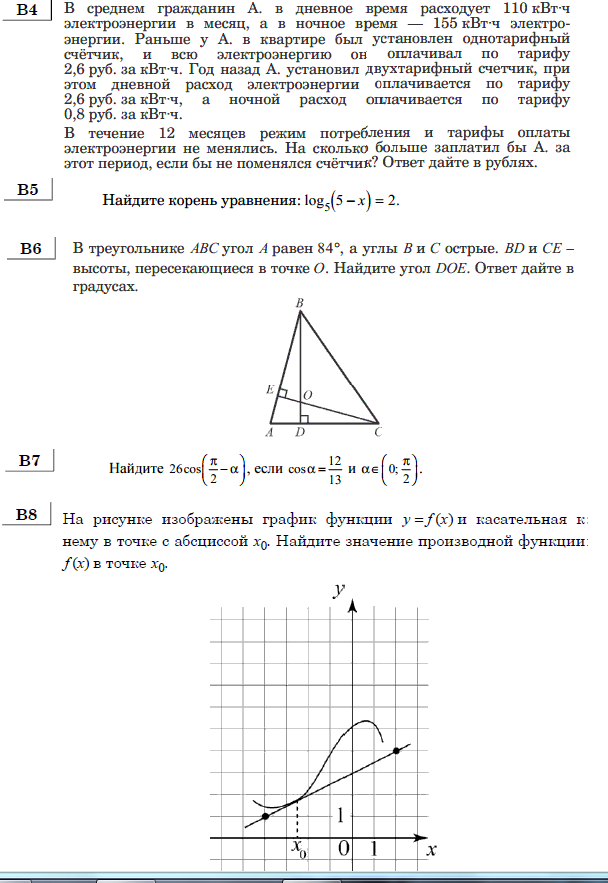 B4
В среднем гражданин А. в дневное время расходует 110 кВт·ч
электроэнергии в месяц, а в ночное время — 155 кВт·ч электро-
энергии. Раньше у А. в квартире был установлен однотарифный
счётчик, и всю электроэнергию он оплачивал по тарифу
2,6 руб. за кВт·ч. Год назад А. установил двухтарифный счетчик, при
этом дневной расход электроэнергии оплачивается по тарифу
2,6 руб. за кВт·ч, а ночной расход оплачивается по тарифу
0,8 руб. за кВт·ч.
В течение 12 месяцев режим потребления и тарифы оплаты
электроэнергии не менялись. На сколько больше заплатил бы А. за
этот период, если бы не поменялся счётчик? Ответ дайте в рублях.
B5
Найдите корень уравнения: log₅(5 − x) = 2.
B6
В треугольнике ABC угол A равен 84°, а углы B и C острые. BD и CE –
высоты, пересекающиеся в точке O. Найдите угол DOE. Ответ дайте в
градусах.
B
E
O
A D C
B7
Найдите 26cos(π/2 − α), если cosα = 12/13 и α∈(0; π/2).
B8
На рисунке изображены график функции y = f(x) и касательная к
нему в точке с абсциссой x₀. Найдите значение производной функции
f(x) в точке x₀.
y
1
x₀ 0 1 x